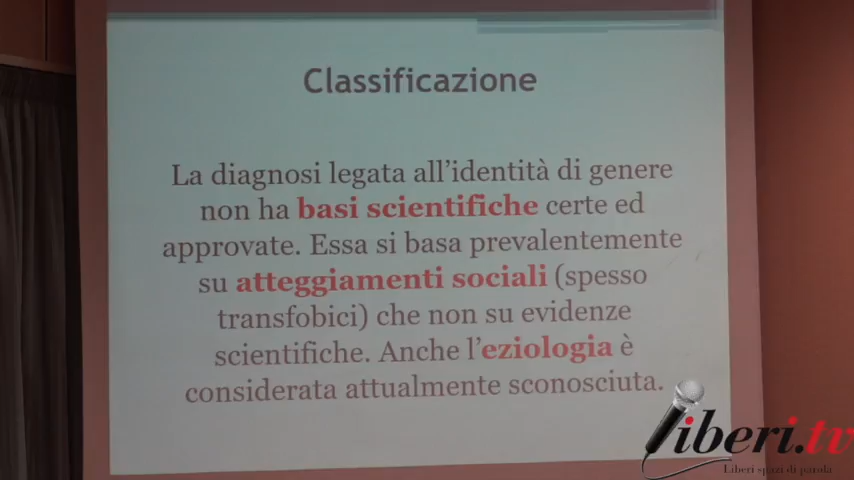 Classificazione
La diagnosi legata all'identità di genere
non ha basi scientifiche certe ed
approvate. Essa si basa prevalentemente
su atteggiamenti sociali (spesso
transfobici) che non su evidenze
scientifiche. Anche l'eziologia è
considerata attualmente sconosciuta.
liberi.tv
Liberi spazi di parola